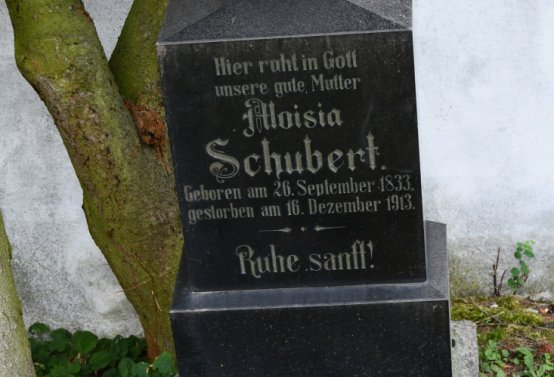 Hier ruht in Gott
unsere gute Mutter
Aloisia
Schubert.
Geboren am 26. September 1833,
gestorben am 16. Dezember 1913.
Ruhe sanft!